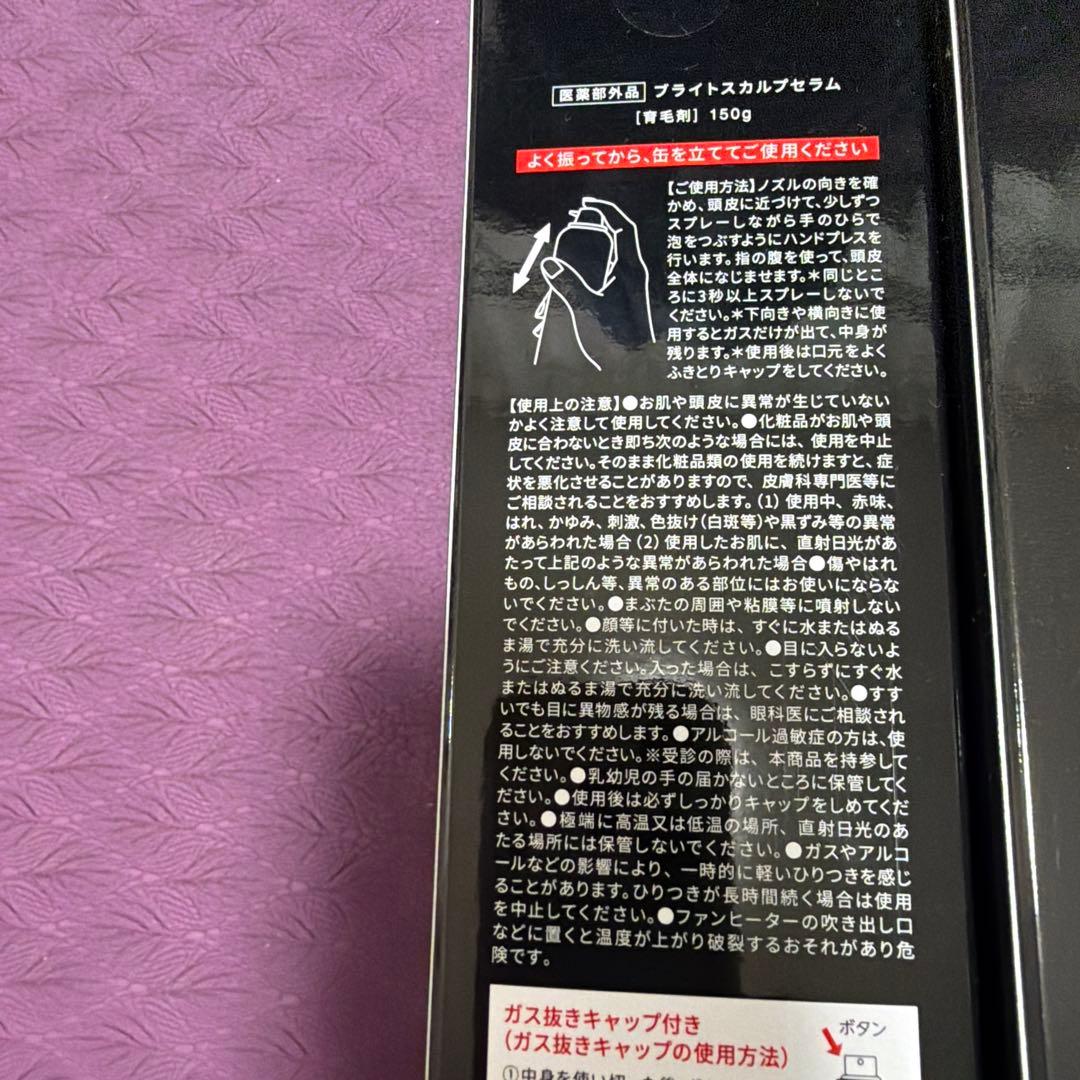 医薬部外品 ブライトスカルプセラム
[育毛剤] 150g
よく振ってから、缶を立ててご使用ください
【ご使用方法】ノズルの向きを確
かめ、頭皮に近づけて、少しずつ
スプレーしながら手のひらで
泡をつぶすようにハンドプレスを
行います。指の腹を使って、頭皮
全体になじませます。＊同じとこ
ろに3秒以上スプレーしないで
ください。＊下向きや横向きに使
用するとガスだけが出て、中身が
残ります。＊使用後は口元をよく
ふきとりキャップをしてください。
【使用上の注意】●お肌や頭皮に異常が生じていない
かよく注意して使用してください。●化粧品がお肌や頭
皮に合わないとき即ち次のような場合には、使用を中止
してください。そのまま化粧品類の使用を続けますと、症
状を悪化させることがありますので、皮膚科専門医等に
ご相談されることをおすすめします。（1）使用中、赤味、
はれ、かゆみ、刺激、色抜け（白斑等）や黒ずみ等の異常
があらわれた場合（2）使用したお肌に、直射日光があ
たって上記のような異常があらわれた場合●傷やはれ
もの、しっしん等、異常のある部位にはお使いにならな
いでください。●まぶたの周囲や粘膜等に噴射しない
でください。●顔等に付いた時は、すぐに水またはぬる
ま湯で充分に洗い流してください。●目に入らないよ
うにご注意ください。入った場合は、こすらずにすぐ水
またはぬるま湯で充分に洗い流してください。●すす
いでも目に異物感が残る場合は、眼科医にご相談され
ることをおすすめします。●アルコール過敏症の方は、使
用しないでください。※受診の際は、本商品を持参して
ください。●乳幼児の手の届かないところに保管してく
ださい。●使用後は必ずしっかりキャップをしめてくだ
さい。●極端に高温又は低温の場所、直射日光のあ
たる場所には保管しないでください。●ガスやアルコ
ールなどの影響により、一時的に軽いひりつきを感じ
ることがあります。ひりつきが長時間続く場合は使用
を中止してください。●ファンヒーターの吹き出し口
などに置くと温度が上がり破裂するおそれがあり危
険です。
ガス抜きキャップ付き
（ガス抜きキャップの使用方法）
ボタン
①中身を使い切